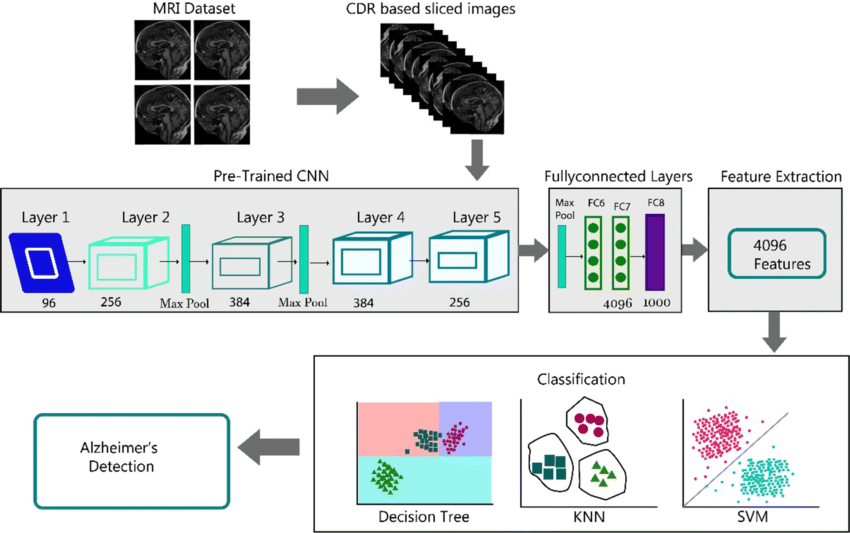 MRI Dataset
CDR based sliced images
Pre-Trained CNN
Layer 1
Layer 2
Layer 3
Layer 4
Layer 5
96
256
Max Pool
384
Max Pool
384
256
Fullyconnected Layers
Max
Pool
FC6
FC7
FC8
4096
1000
Feature Extraction
4096
Features
Classification
Decision Tree
KNN
SVM
Alzheimer's
Detection